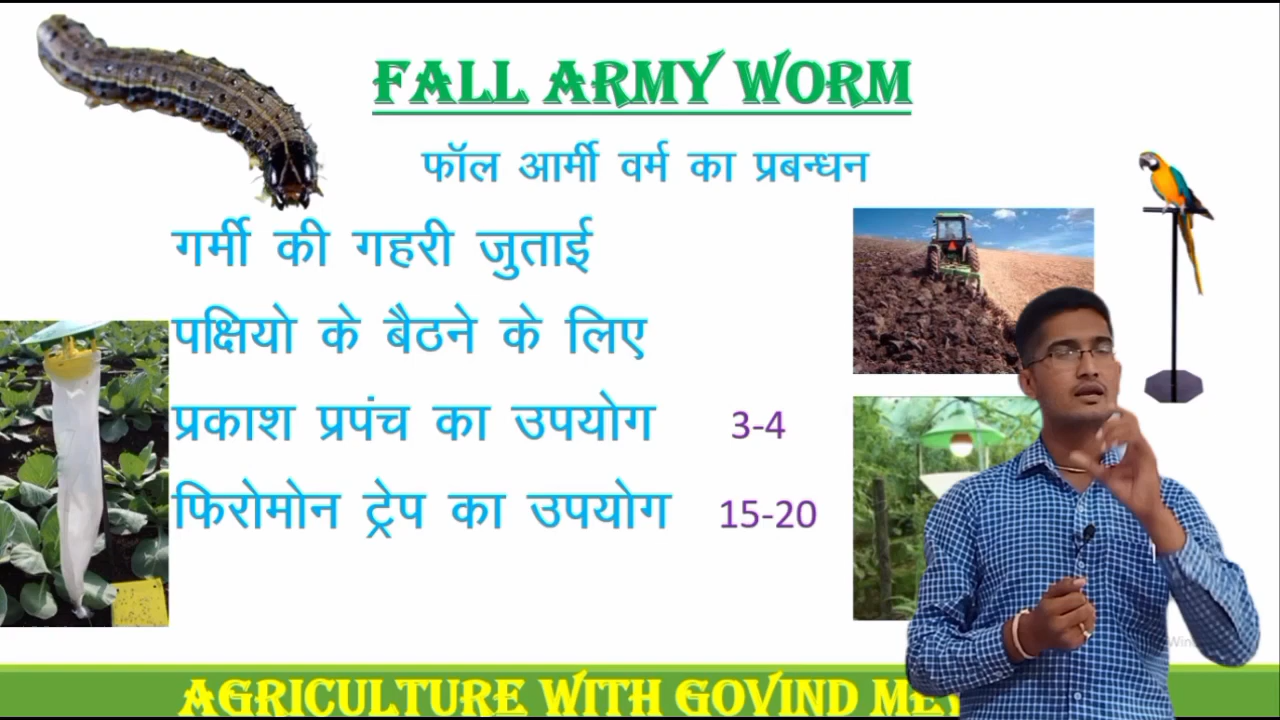 FALL ARMY WORM
फॉल आर्मी वर्म का प्रबन्धन
गर्मी की गहरी जुताई
पक्षियो के बैठने के लिए
प्रकाश प्रपंच का उपयोग 3-4
फिरोमोन ट्रेप का उपयोग 15-20
AGRICULTURE WITH GOVIND